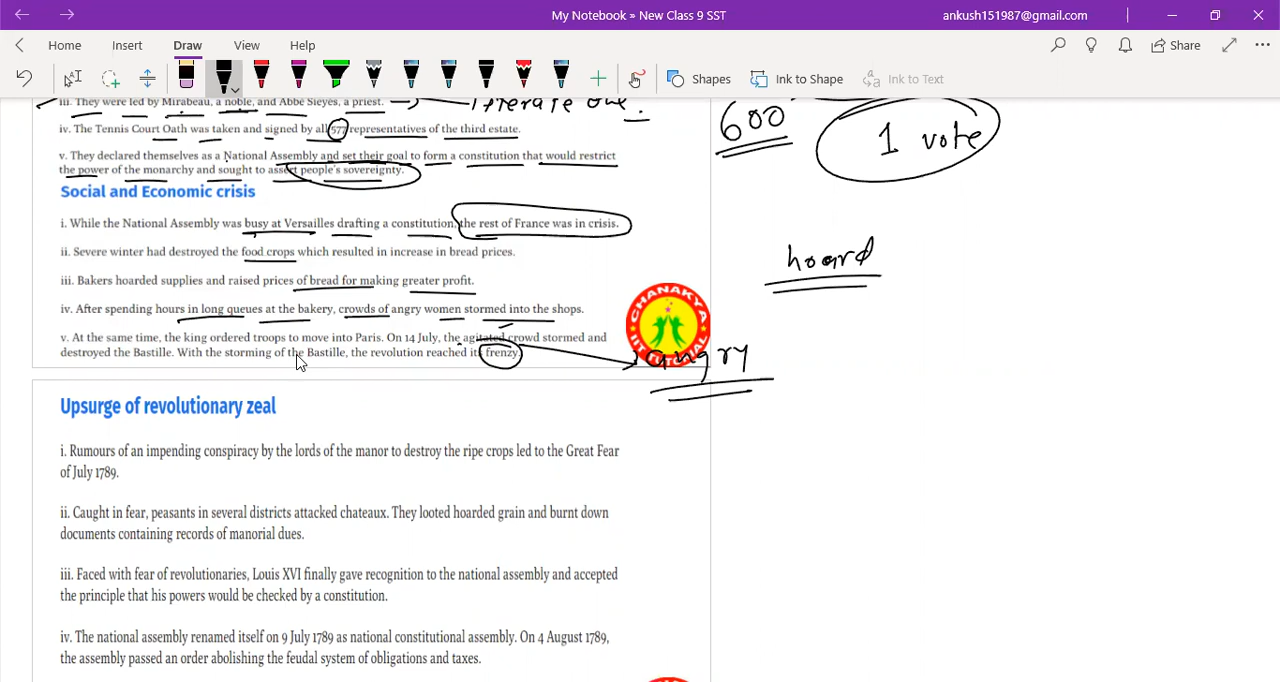 My Notebook » New Class 9 SST
ankush151987@gmail.com
Home Insert Draw View Help
Share
Shapes
Ink to Shape
Ink to Text
iii. They were led by Mirabeau, a noble, and Abbe Sieyes, a priest.
literate one.
iv. The Tennis Court Oath was taken and signed by all 577 representatives of the third estate.
v. They declared themselves as a National Assembly and set their goal to form a constitution that would restrict
the power of the monarchy and sought to assert people's sovereignty.
600
1 vote
Social and Economic crisis
i. While the National Assembly was busy at Versailles drafting a constitution, the rest of France was in crisis.
ii. Severe winter had destroyed the food crops which resulted in increase in bread prices.
hoard
iii. Bakers hoarded supplies and raised prices of bread for making greater profit.
iv. After spending hours in long queues at the bakery, crowds of angry women stormed into the shops.
v. At the same time, the king ordered troops to move into Paris. On 14 July, the agitated crowd stormed and
destroyed the Bastille. With the storming of the Bastille, the revolution reached its frenzy.
angry
CHANAKYA
IIT TUTORIAL
Upsurge of revolutionary zeal
i. Rumours of an impending conspiracy by the lords of the manor to destroy the ripe crops led to the Great Fear
of July 1789.
ii. Caught in fear, peasants in several districts attacked chateaux. They looted hoarded grain and burnt down
documents containing records of manorial dues.
iii. Faced with fear of revolutionaries, Louis XVI finally gave recognition to the national assembly and accepted
the principle that his powers would be checked by a constitution.
iv. The national assembly renamed itself on 9 July 1789 as national constitutional assembly. On 4 August 1789,
the assembly passed an order abolishing the feudal system of obligations and taxes.